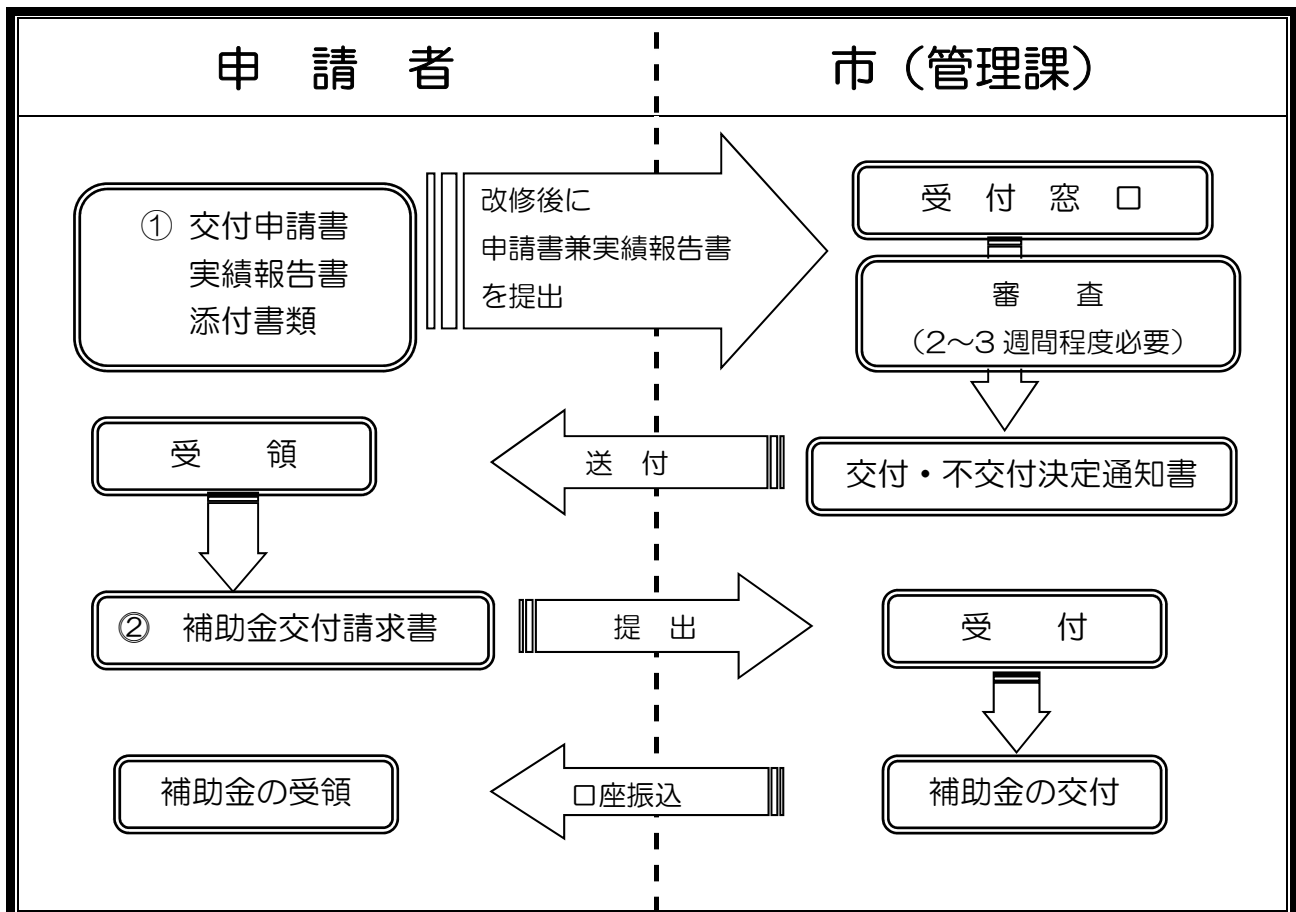 申　請　者
市（管理課）
① 交付申請書
実績報告書
添付書類
改修後に
申請書兼実績報告書
を提出
受　付　窓　口
審　　査
（2～3 週間程度必要）
受　　領
送　付
交付・不交付決定通知書
②　補助金交付請求書
提　出
受　　付
補助金の受領
口座振込
補助金の交付